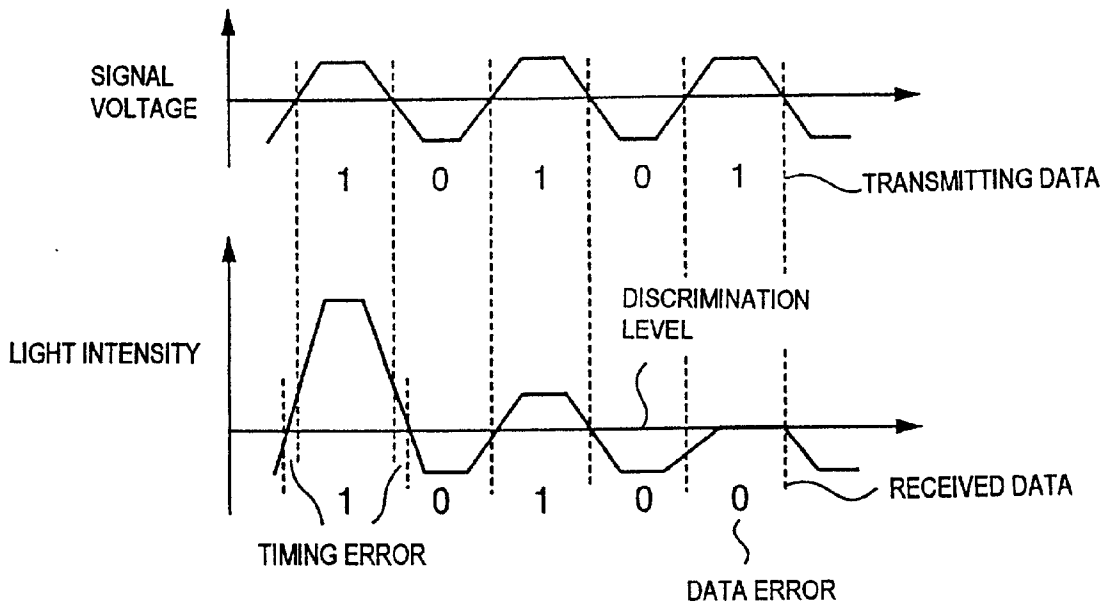 SIGNAL
VOLTAGE
1 0 1 0 1
TRANSMITTING DATA
DISCRIMINATION
LEVEL
LIGHT INTENSITY
1 0 1 0 0
RECEIVED DATA
TIMING ERROR
DATA ERROR